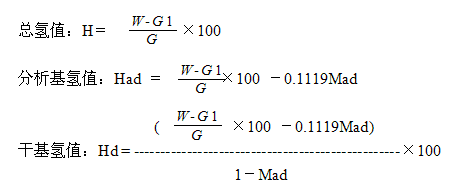 总氢值：H= W-G1/G ×100
分析基氢值：Had = W-G1/G ×100 －0.1119Mad
( W-G1/G ×100 －0.1119Mad)
干基氢值：Hd=--------------------------------------------------×100
1－Mad